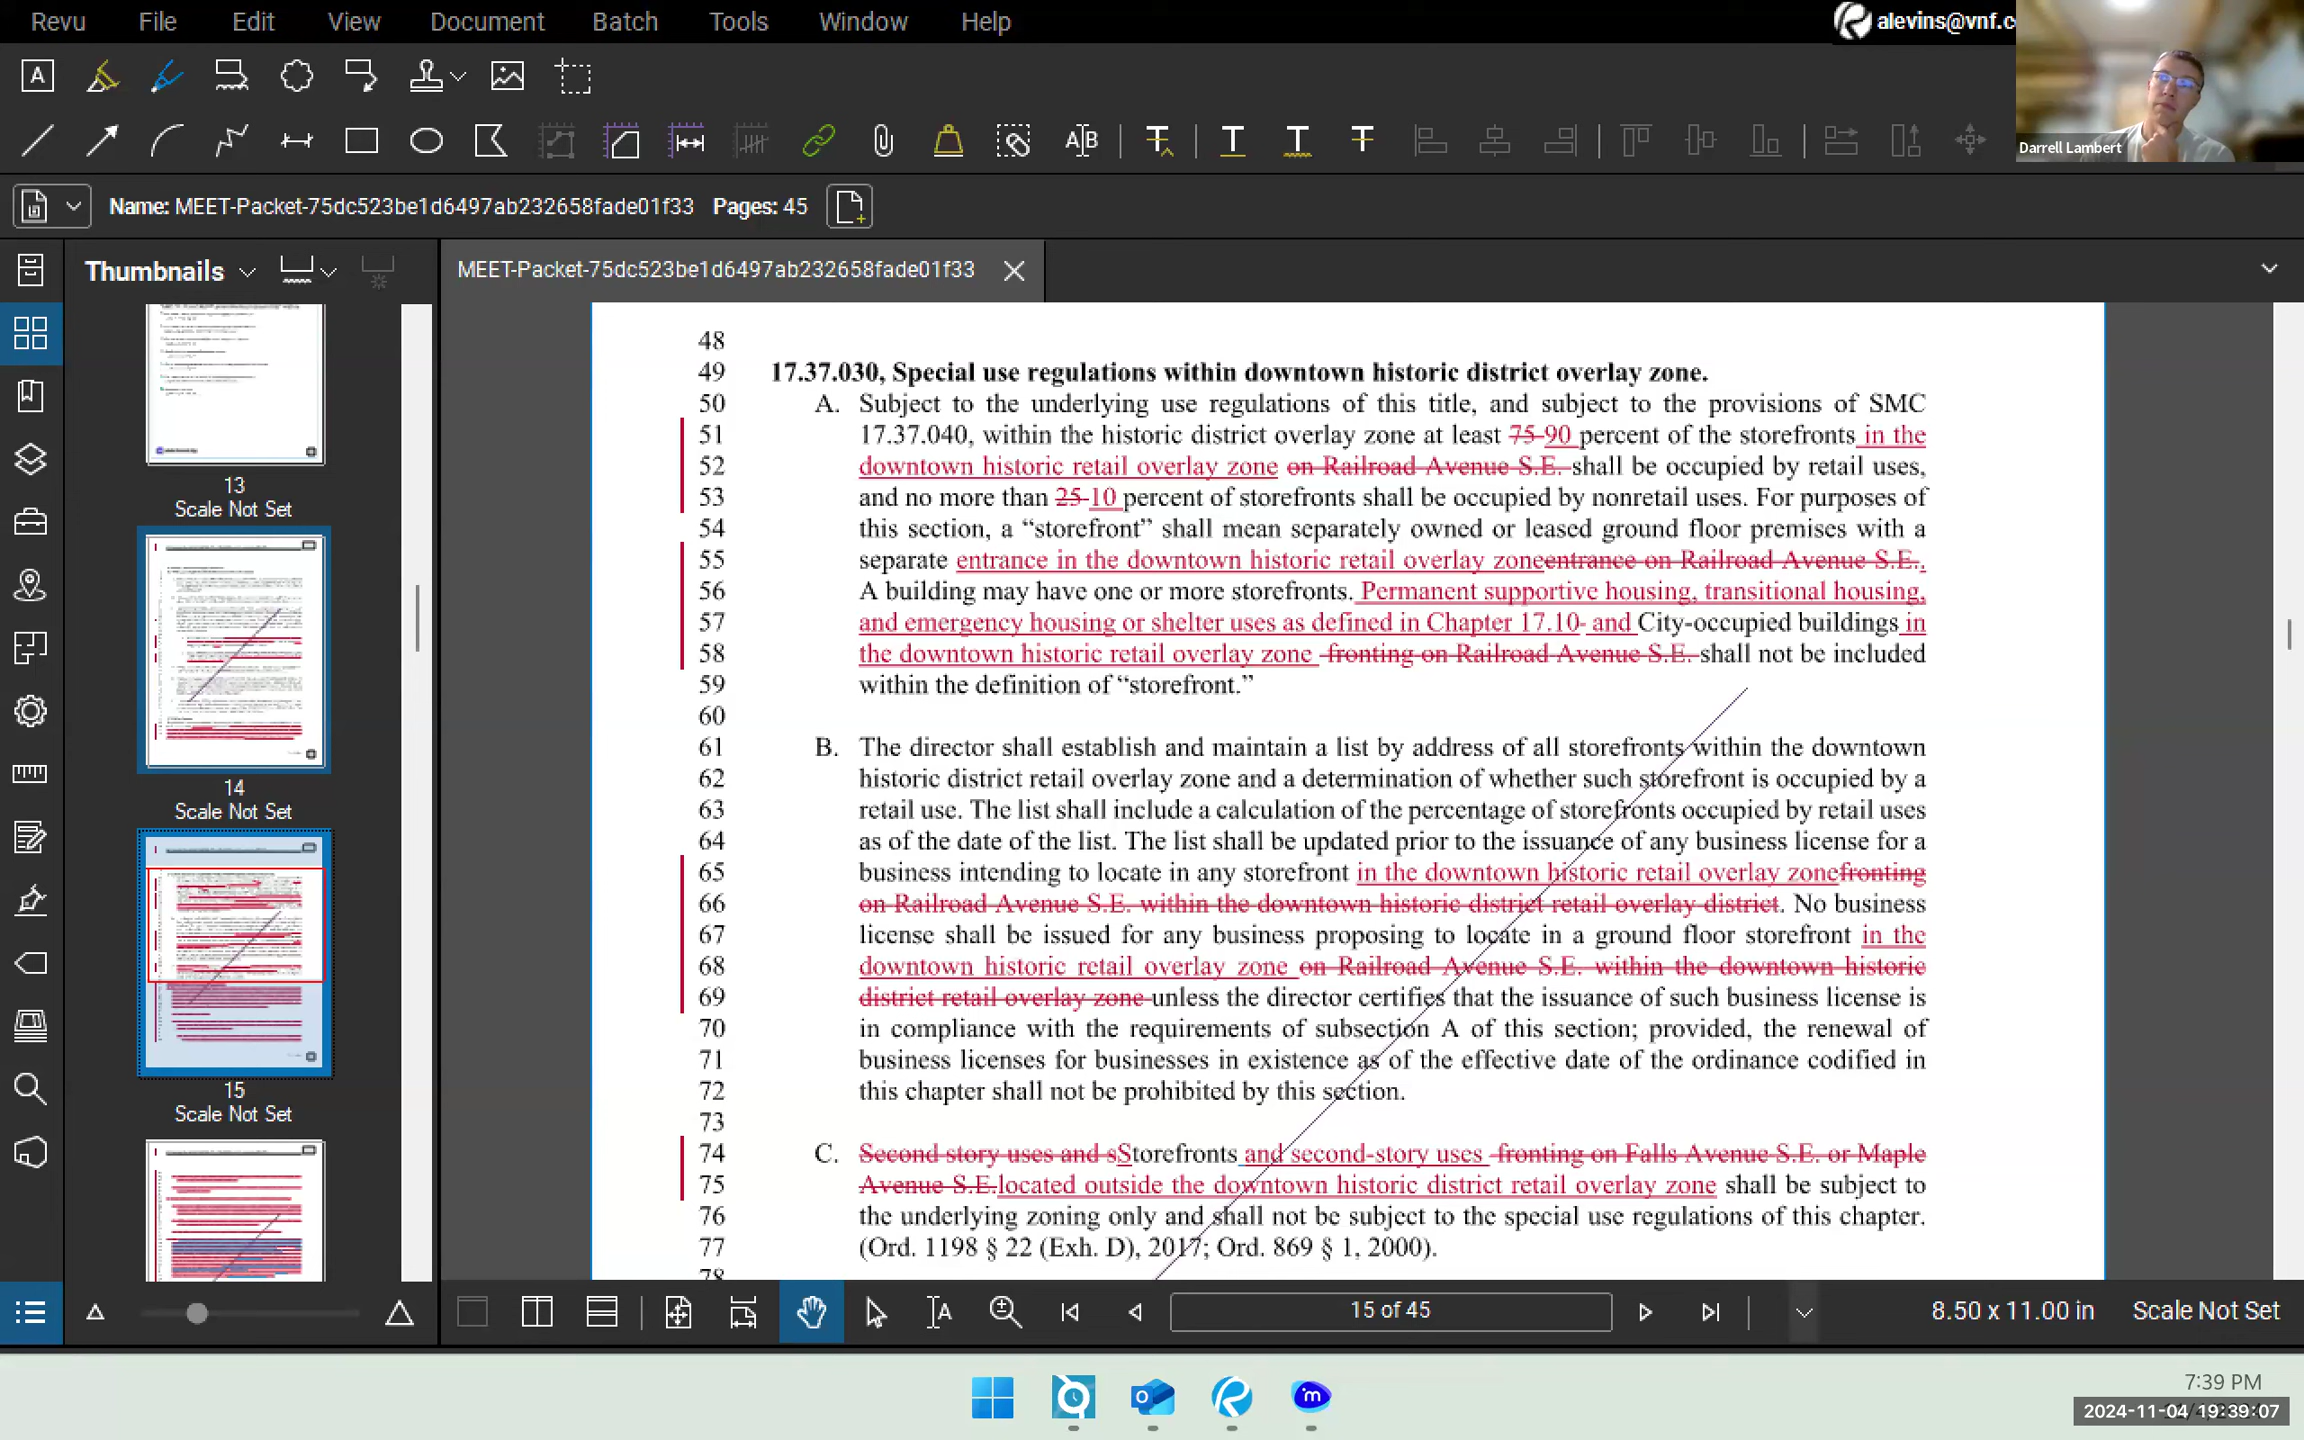 Revu File Edit View Document Batch Tools Window Help
alevins@vnf.c
Darrell Lambert
Name: MEET-Packet-75dc523be1d6497ab232658fade01f33 Pages: 45
Thumbnails
MEET-Packet-75dc523be1d6497ab232658fade01f33
13
Scale Not Set
14
Scale Not Set
15
Scale Not Set
48
49 17.37.030, Special use regulations within downtown historic district overlay zone.
50 A. Subject to the underlying use regulations of this title, and subject to the provisions of SMC
51 17.37.040, within the historic district overlay zone at least 75 90 percent of the storefronts in the
52 downtown historic retail overlay zone on Railroad Avenue S.E. shall be occupied by retail uses,
53 and no more than 25 10 percent of storefronts shall be occupied by nonretail uses. For purposes of
54 this section, a “storefront” shall mean separately owned or leased ground floor premises with a
55 separate entrance in the downtown historic retail overlay zoneentrance on Railroad Avenue S.E..
56 A building may have one or more storefronts. Permanent supportive housing, transitional housing,
57 and emergency housing or shelter uses as defined in Chapter 17.10- and City-occupied buildings in
58 the downtown historic retail overlay zone fronting on Railroad Avenue S.E. shall not be included
59 within the definition of “storefront.”
60
61 B. The director shall establish and maintain a list by address of all storefronts within the downtown
62 historic district retail overlay zone and a determination of whether such storefront is occupied by a
63 retail use. The list shall include a calculation of the percentage of storefronts occupied by retail uses
64 as of the date of the list. The list shall be updated prior to the issuance of any business license for a
65 business intending to locate in any storefront in the downtown historic retail overlay zonefronting
66 on Railroad Avenue S.E. within the downtown historic district retail overlay district. No business
67 license shall be issued for any business proposing to locate in a ground floor storefront in the
68 downtown historic retail overlay zone on Railroad Avenue S.E. within the downtown historic
69 district retail overlay zone unless the director certifies that the issuance of such business license is
70 in compliance with the requirements of subsection A of this section; provided, the renewal of
71 business licenses for businesses in existence as of the effective date of the ordinance codified in
72 this chapter shall not be prohibited by this section.
73
74 C. Second story uses and sStorefronts and second-story uses fronting on Falls Avenue S.E. or Maple
75 Avenue S.E.located outside the downtown historic district retail overlay zone shall be subject to
76 the underlying zoning only and shall not be subject to the special use regulations of this chapter.
77 (Ord. 1198 § 22 (Exh. D), 2017; Ord. 869 § 1, 2000).
78
15 of 45
8.50 x 11.00 in Scale Not Set
7:39 PM
2024-11-04 19:39:07